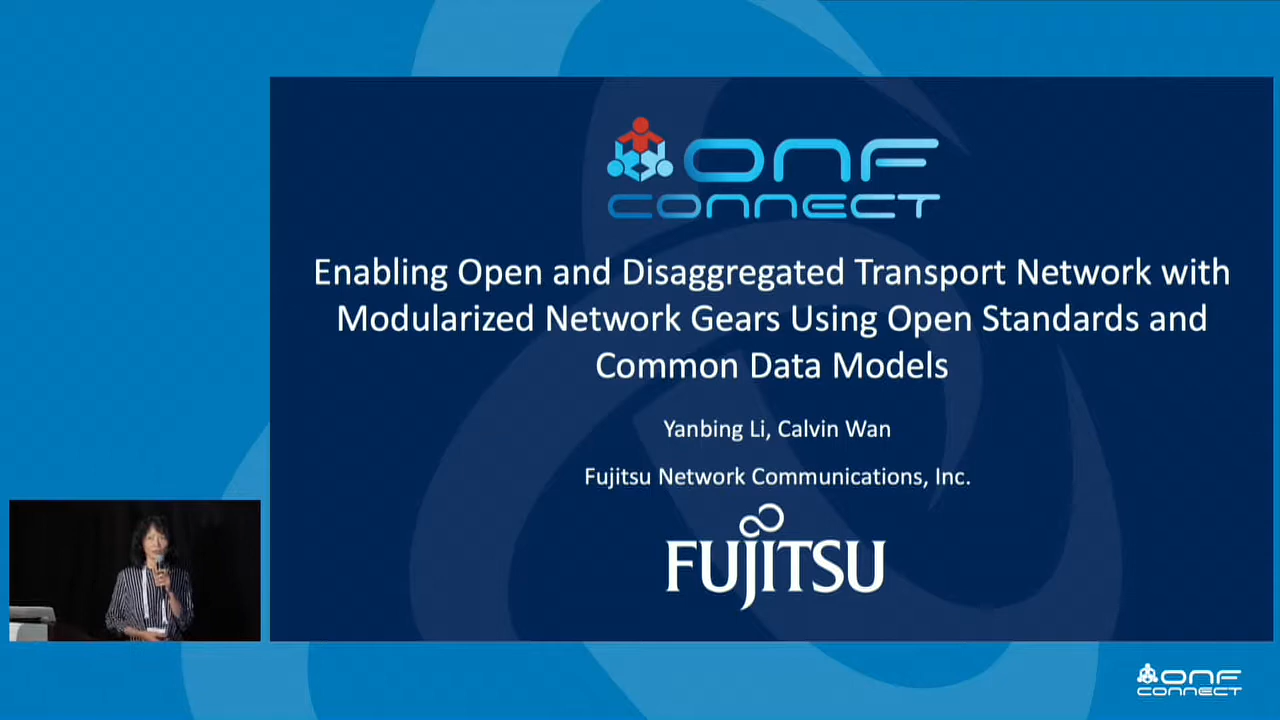 ONF
CONNECT
Enabling Open and Disaggregated Transport Network with
Modularized Network Gears Using Open Standards and
Common Data Models
Yanbing Li, Calvin Wan
Fujitsu Network Communications, Inc.
FUJITSU
ONF
CONNECT